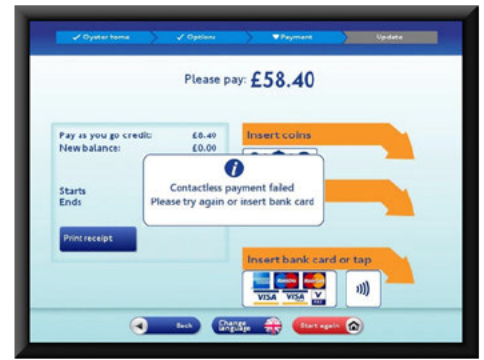 ✓ Oyster home ✓ Options ▼ Payment Update
Please pay: £58.40
Pay as you go credit: £8.40
New balance: £0.00
Insert coins
Contactless payment failed
Please try again or insert bank card
Starts
Ends
Print receipt
Insert bank card or tap
VISA VISA V
Back Change language Start again